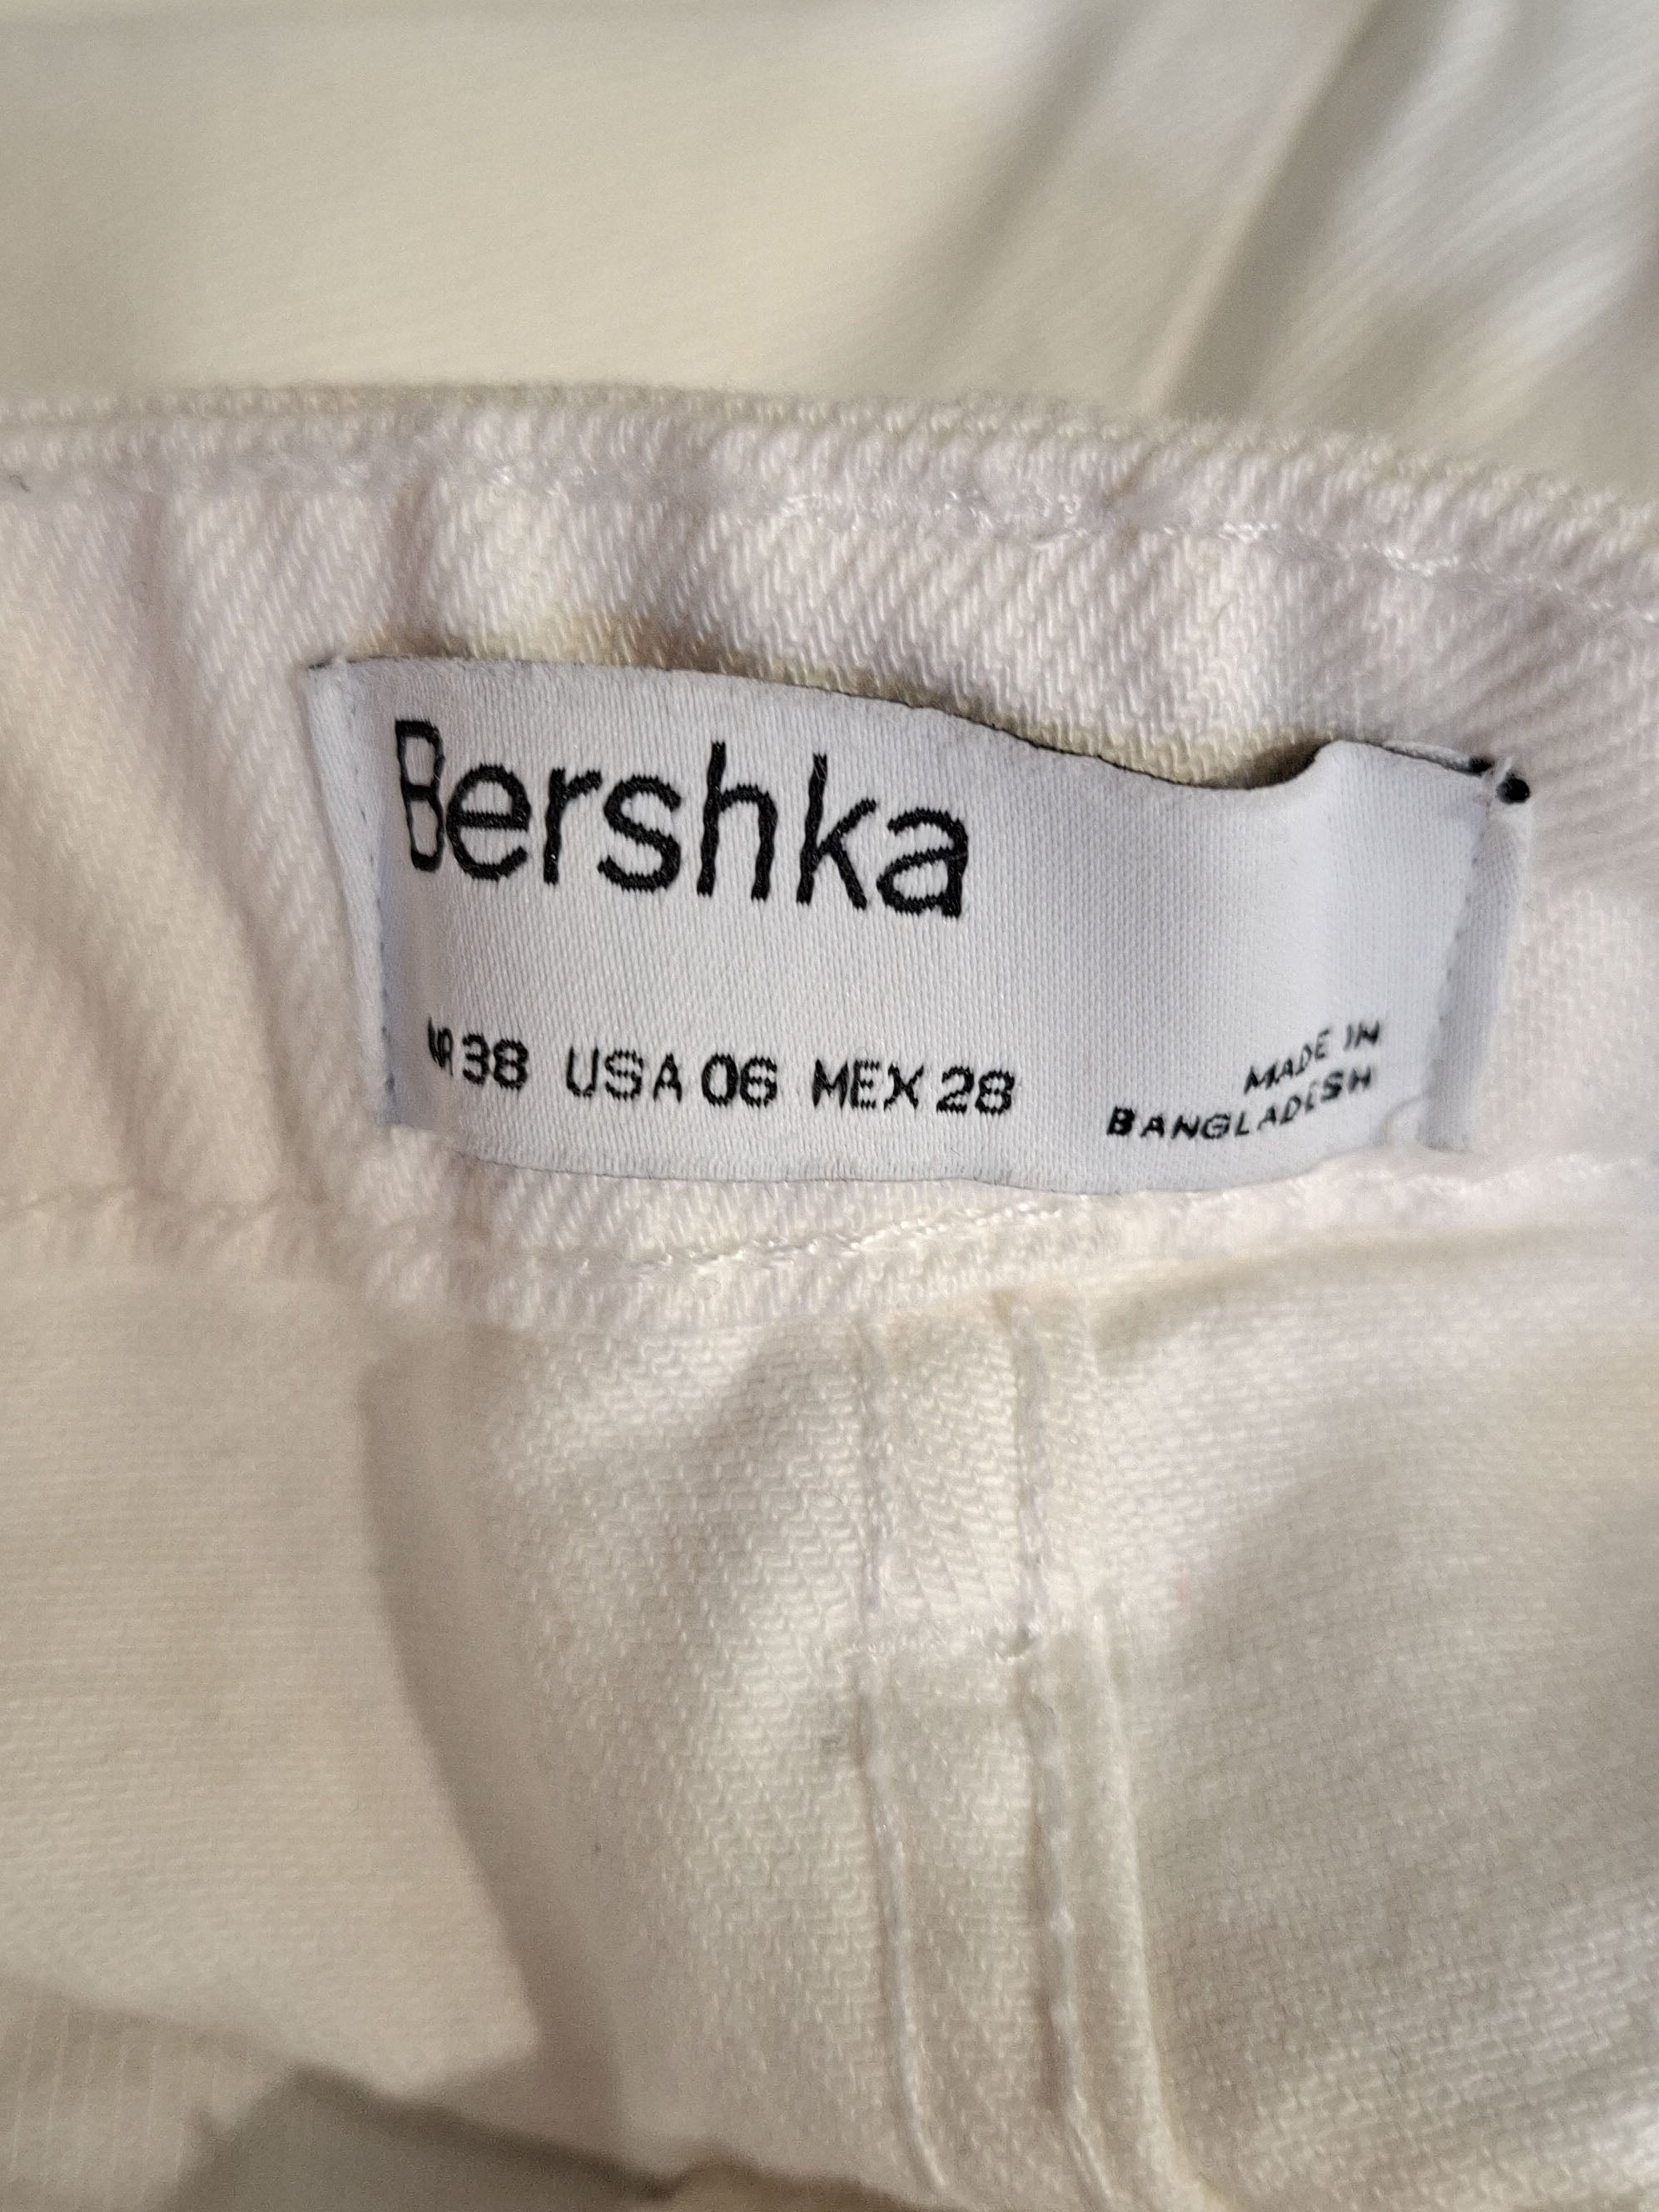 Bershka
38 USA 06 MEX 28
MADE IN
BANGLADESH